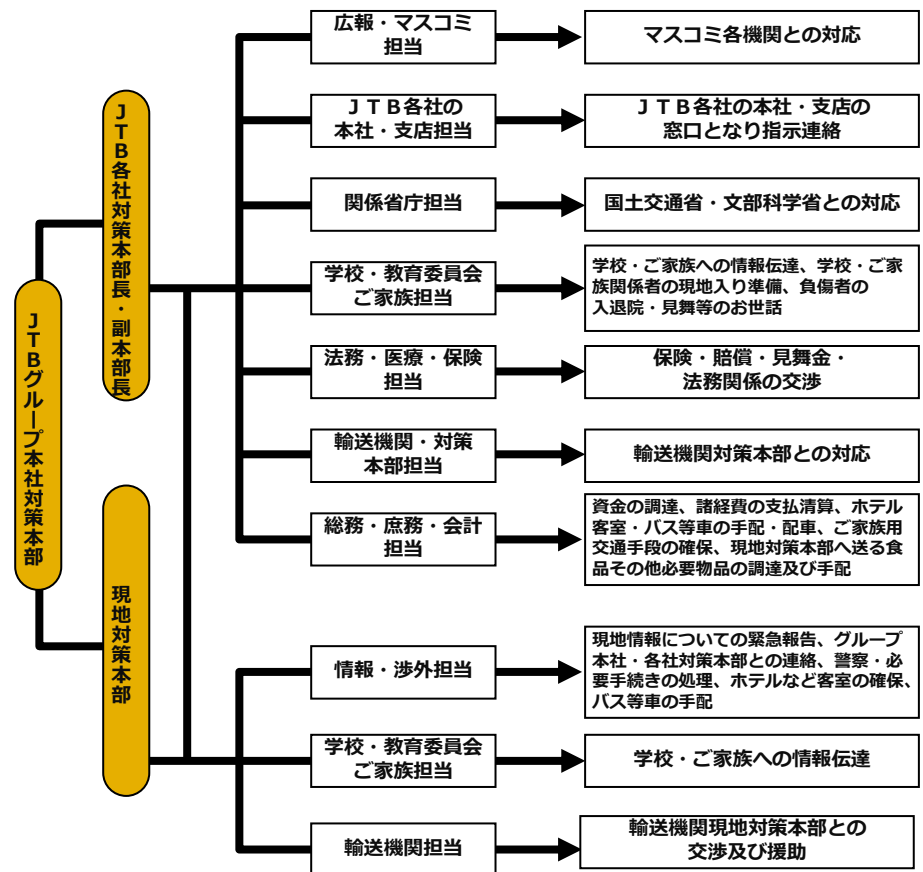 JTBグループ本社対策本部
JTB各社対策本部長・副本部長
現地対策本部
広報・マスコミ
担当
マスコミ各機関との対応
ＪＴＢ各社の
本社・支店担当
ＪＴＢ各社の本社・支店の
窓口となり指示連絡
関係省庁担当
国土交通省・文部科学省との対応
学校・教育委員会
ご家族担当
学校・ご家族への情報伝達、学校・ご家
族関係者の現地入り準備、負傷者の
入退院・見舞等のお世話
法務・医療・保険
担当
保険・賠償・見舞金・
法務関係の交渉
輸送機関・対策
本部担当
輸送機関対策本部との対応
総務・庶務・会計
担当
資金の調達、諸経費の支払清算、ホテル
客室・バス等車の手配・配車、ご家族用
交通手段の確保、現地対策本部へ送る食
品その他必要物品の調達及び手配
情報・渉外担当
現地情報についての緊急報告、グループ
本社・各社対策本部との連絡、警察・必
要手続きの処理、ホテルなど客室の確保、
バス等車の手配
学校・教育委員会
ご家族担当
学校・ご家族への情報伝達
輸送機関担当
輸送機関現地対策本部との
交渉及び援助